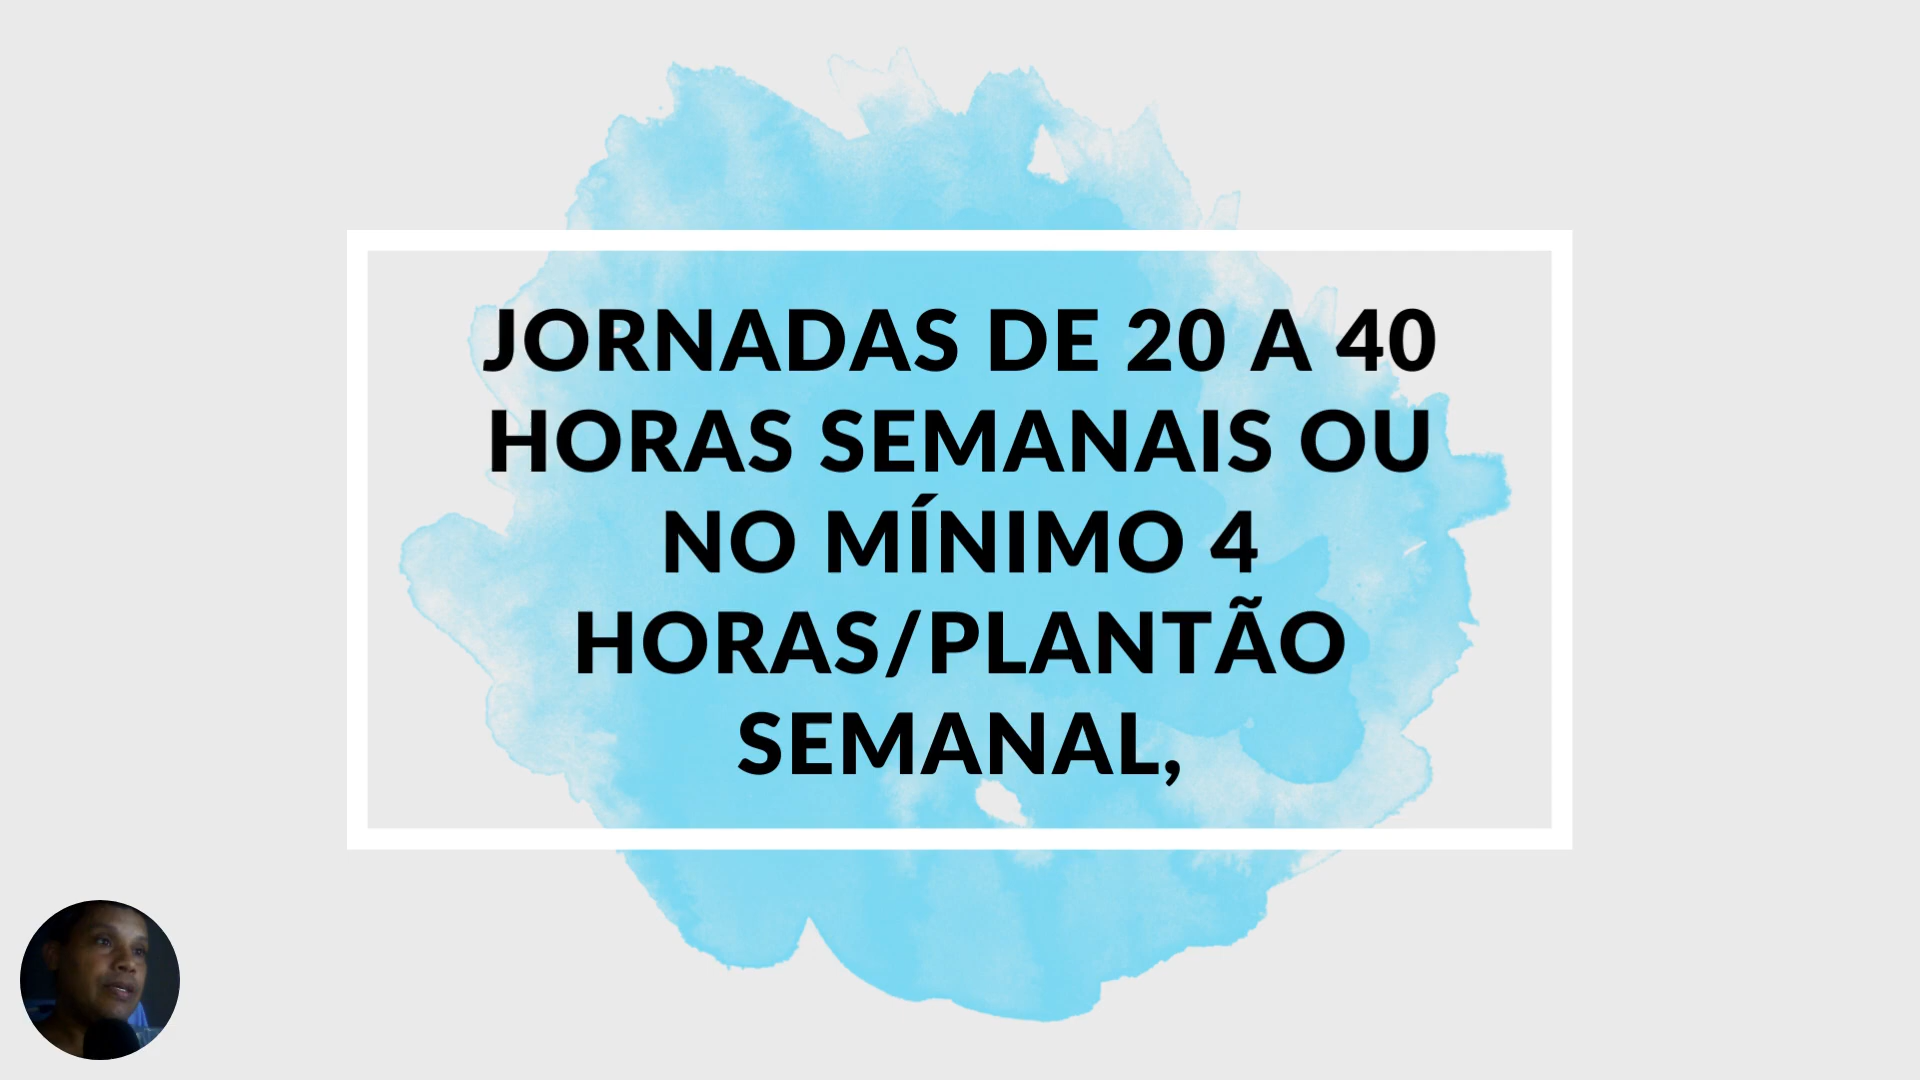 JORNADAS DE 20 A 40
HORAS SEMANAIS OU
NO MÍNIMO 4
HORAS/PLANTÃO
SEMANAL,